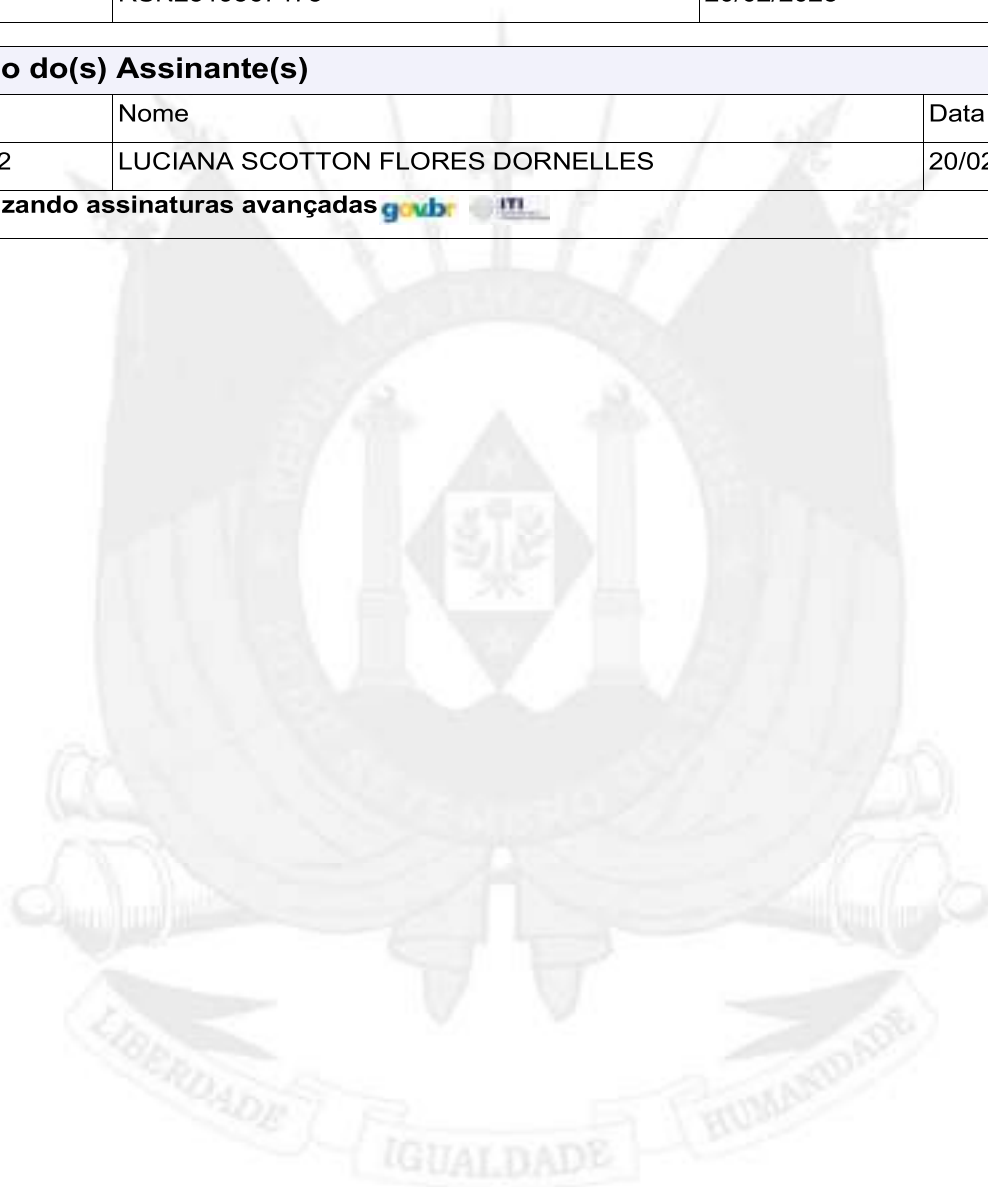 o do(s) Assinante(s)
Nome
Data
2
LUCIANA SCOTTON FLORES DORNELLES
20/02
zando assinaturas avançadas gov.br ITI
LIBERDADE
IGUALDADE
HUMANIDADE